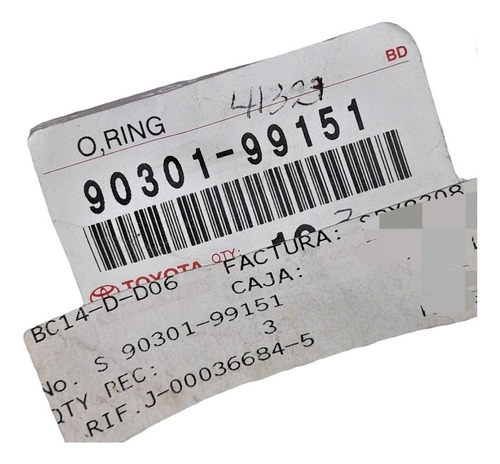 BD
41327
O,RING
90301-99151
TOYOTA QTY:
BC14-D-D06 FACTURA:
CAJA:
No: S 90301-99151
QTY REC: 3
RIF.J-00036684-5